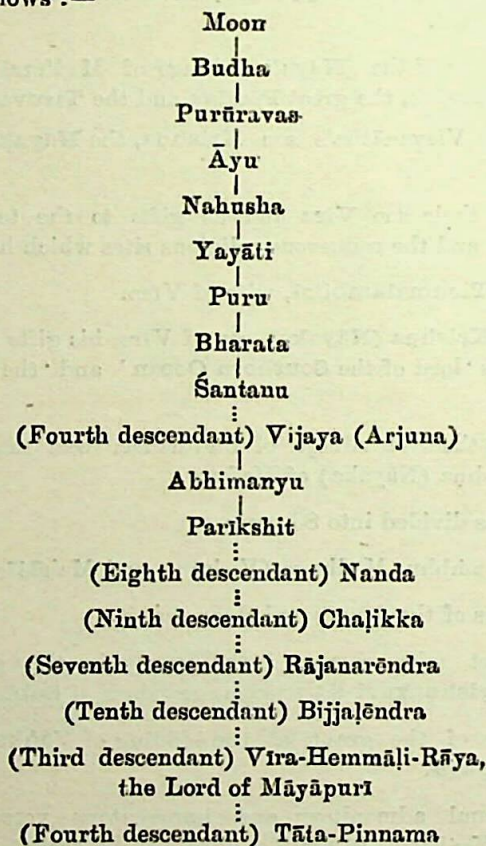 Moon
Budha
Purūravas
Āyu
Nahusha
Yayāti
Puru
Bharata
Śantanu
(Fourth descendant) Vijaya (Arjuna)
Abhimanyu
Parīkshit
(Eighth descendant) Nanda
(Ninth descendant) Chaḷikka
(Seventh descendant) Rājanarēndra
(Tenth descendant) Bijjaḷēndra
(Third descendant) Vīra-Hemmāḷi-Rāya,
the Lord of Māyāpurī
(Fourth descendant) Tāta-Pinnama